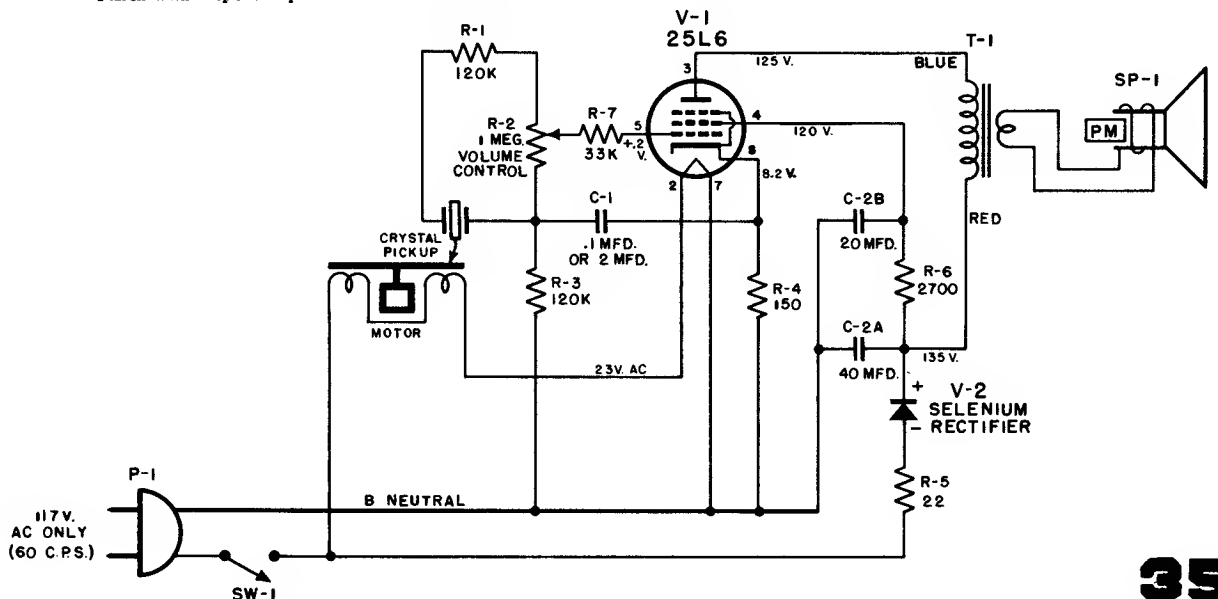 R-1
120K
V-1
25L6
3
125 V.
BLUE
T-1
SP-1
PM
R-2
1 MEG.
VOLUME
CONTROL
R-7
33K
5
+.2
V.
4
120 V.
8
8.2 V.
2
7
C-1
.1 MFD.
OR 2 MFD.
CRYSTAL
PICKUP
MOTOR
R-3
120K
R-4
150
C-2B
20 MFD.
R-6
2700
RED
C-2A
40 MFD.
135 V.
23V. AC
+
V-2
SELENIUM
- RECTIFIER
R-5
22
P-1
B NEUTRAL
117V.
AC ONLY
(60 C.P.S.)
SW-1
35